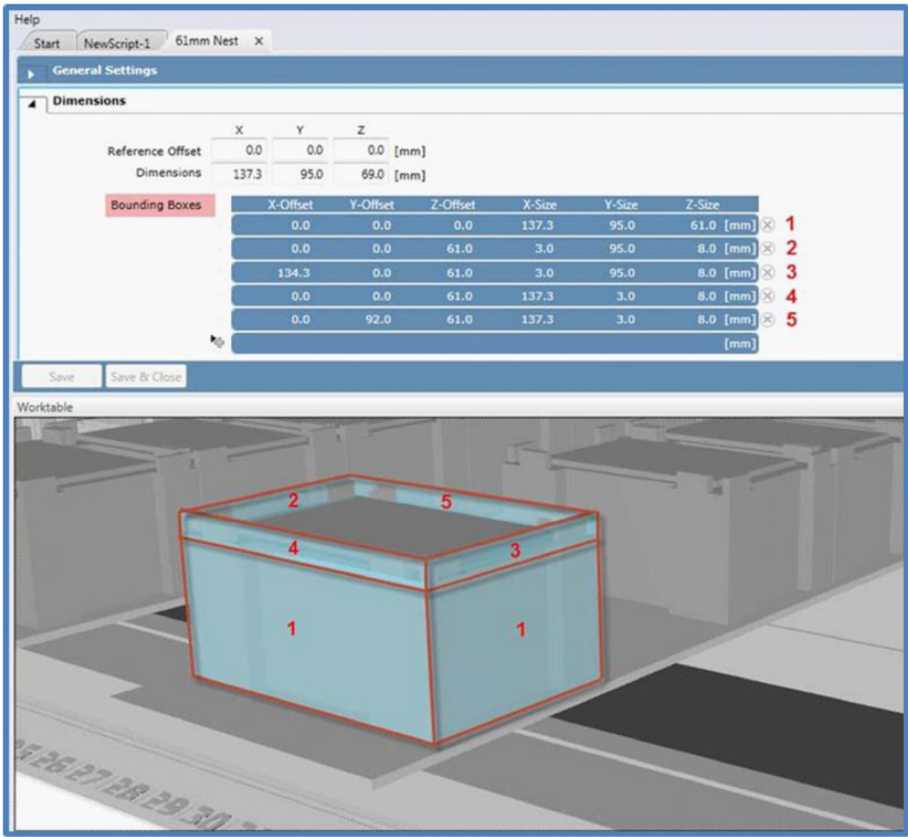 Help
Start NewScript-1 61mm Nest X
General Settings
Dimensions
X Y Z
Reference Offset 0.0 0.0 0.0 [mm]
Dimensions 137.3 95.0 69.0 [mm]
Bounding Boxes X-Offset Y-Offset Z-Offset X-Size Y-Size Z-Size
0.0 0.0 0.0 137.3 95.0 61.0 [mm] 1
0.0 0.0 61.0 3.0 95.0 8.0 [mm] 2
134.3 0.0 61.0 3.0 95.0 8.0 [mm] 3
0.0 0.0 61.0 137.3 3.0 8.0 [mm] 4
0.0 92.0 61.0 137.3 3.0 8.0 [mm] 5
[mm]
Save Save & Close
Worktable
2 5
4 3
1 1
25 26 27 28 29 30